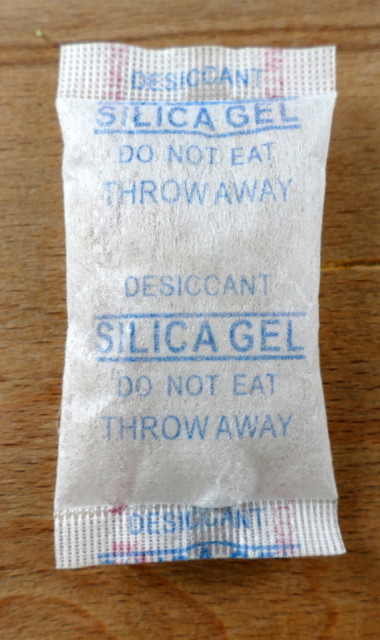 DESICCANT
SILICA GEL
DO NOT EAT
THROW AWAY
DESICCANT
SILICA GEL
DO NOT EAT
THROW AWAY
DESICCANT